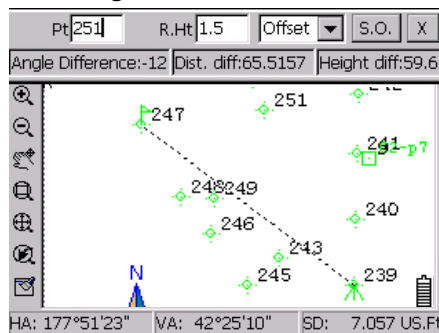 Pt 251 R.Ht 1.5 Offset S.O. X
Angle Difference:-12 Dist. diff:65.5157 Height diff:59.6
251
247
241
-p7
249
240
246
243
245
239
N
HA: 177°51'23" VA: 42°25'10" SD: 7.057 US.Ft